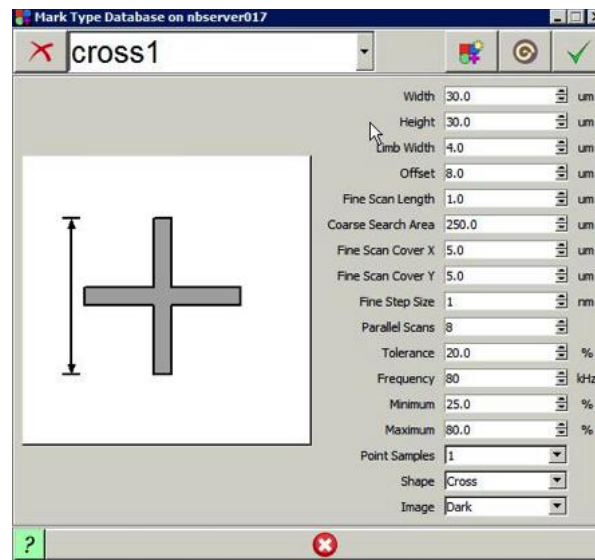 Mark Type Database on nbserver017
cross1
Width 30.0 um
Height 30.0 um
Limb Width 4.0 um
Offset 8.0 um
Fine Scan Length 1.0 um
Coarse Search Area 250.0 um
Fine Scan Cover X 5.0 um
Fine Scan Cover Y 5.0 um
Fine Step Size 1 nm
Parallel Scans 8
Tolerance 20.0 %
Frequency 80 kHz
Minimum 25.0 %
Maximum 80.0 %
Point Samples 1
Shape Cross
Image Dark
?